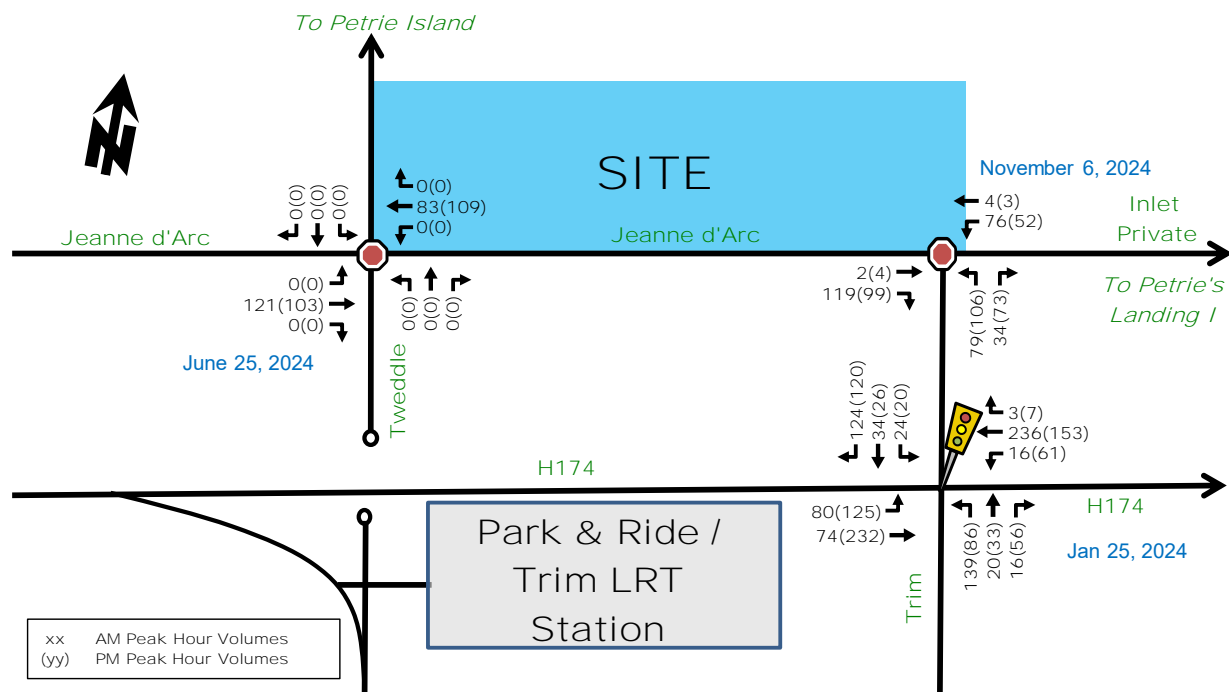 To Petrie Island
N
SITE
November 6, 2024
0(0)
0(0)
0(0)
0(0)
83(109)
0(0)
4(3)
76(52)
Inlet
Private
Jeanne d'Arc
Jeanne d'Arc
0(0)
121(103)
0(0)
0(0)
0(0)
0(0)
2(4)
119(99)
79(106)
34(73)
To Petrie's
Landing I
June 25, 2024
Tweddle
124(120)
34(26)
24(20)
3(7)
236(153)
16(61)
H174
80(125)
74(232)
139(86)
20(33)
16(56)
H174
Jan 25, 2024
Trim
Park & Ride /
Trim LRT
Station
xx AM Peak Hour Volumes
(yy) PM Peak Hour Volumes